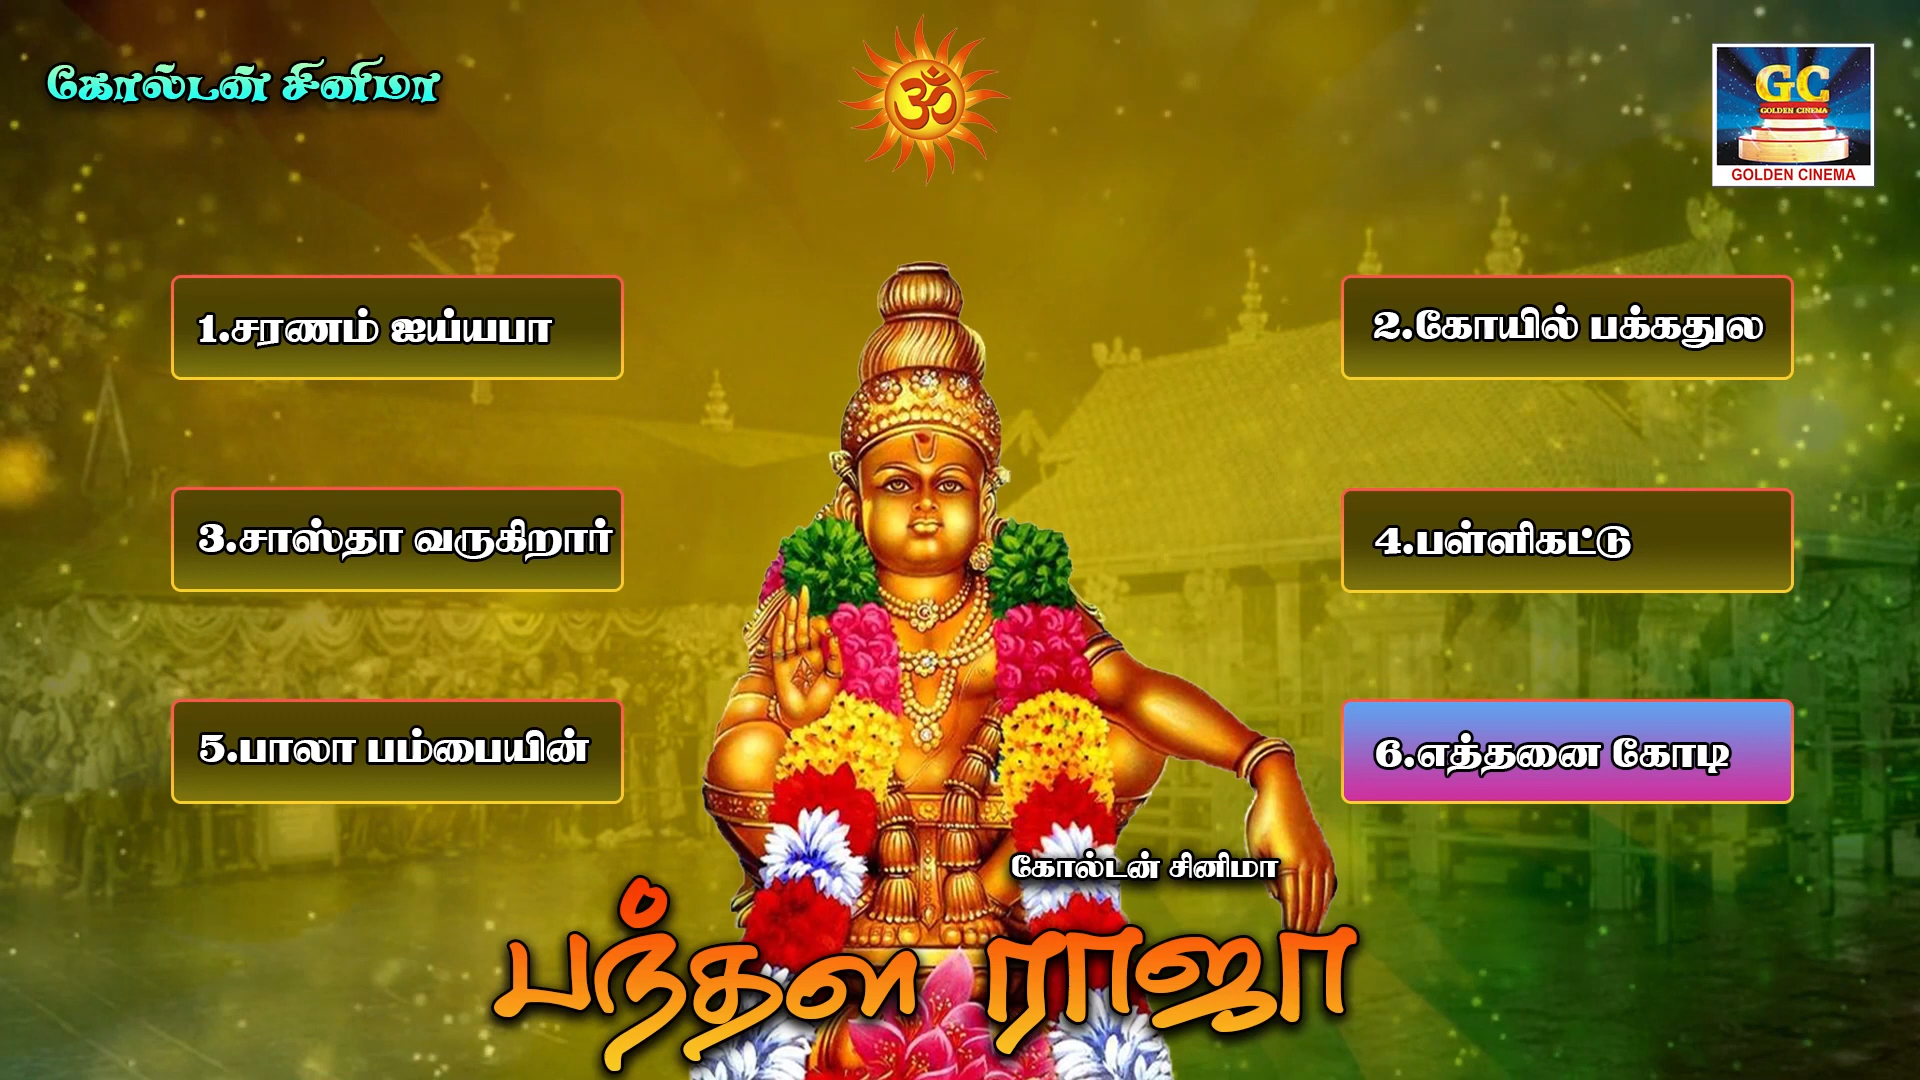 கோல்டன் சினிமா
ॐ
GC
GOLDEN CINEMA
GOLDEN CINEMA
1.சரணம் ஐய்யபா
2.கோயில் பக்கதுல
3.சாஸ்தா வருகிறார்
4.பள்ளிகட்டு
5.பாலா பம்பையின்
6.எத்தனை கோடி
கோல்டன் சினிமா
பந்தள ராஜா